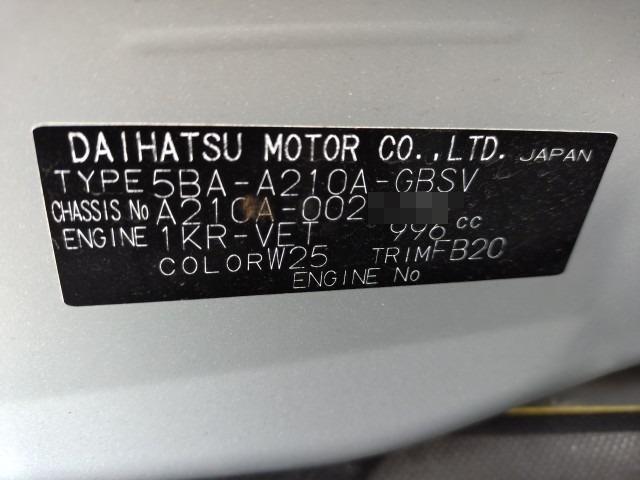 DAIHATSU MOTOR CO.,LTD. JAPAN
TYPE 5BA-A210A-GBSV
CHASSIS No A210A-002
ENGINE 1KR-VET 996 cc
COLOR W25 TRIM FB20
ENGINE No